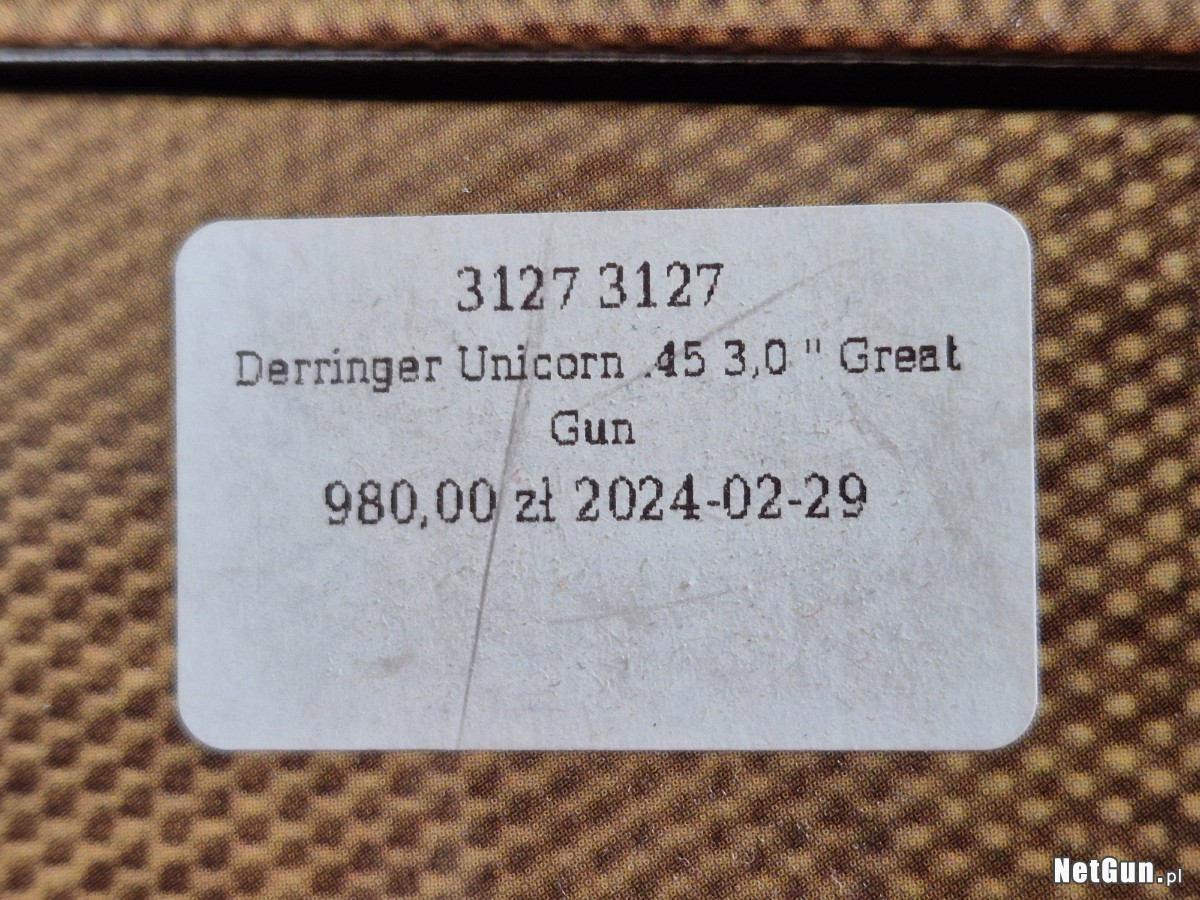 3127 3127
Derringer Unicorn .45 3,0 " Great
Gun
980,00 zł 2024-02-29
NetGun.pl